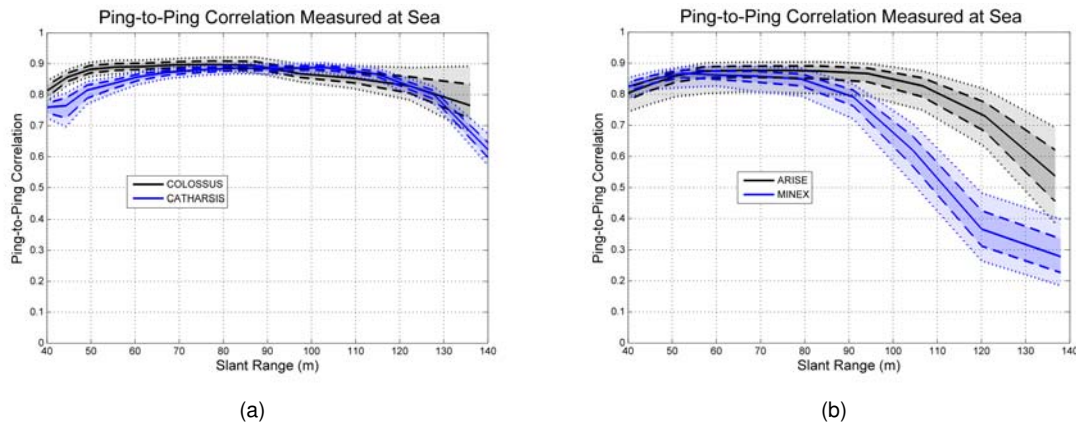 Ping-to-Ping Correlation Measured at Sea
Ping-to-Ping Correlation
1
0.9
0.8
0.7
0.6
0.5
0.4
0.3
0.2
0.1
0
COLOSSUS
CATHARSIS
40 50 60 70 80 90 100 110 120 130 140
Slant Range (m)
(a)
Ping-to-Ping Correlation Measured at Sea
Ping-to-Ping Correlation
1
0.9
0.8
0.7
0.6
0.5
0.4
0.3
0.2
0.1
0
ARISE
MINEX
40 50 60 70 80 90 100 110 120 130 140
Slant Range (m)
(b)